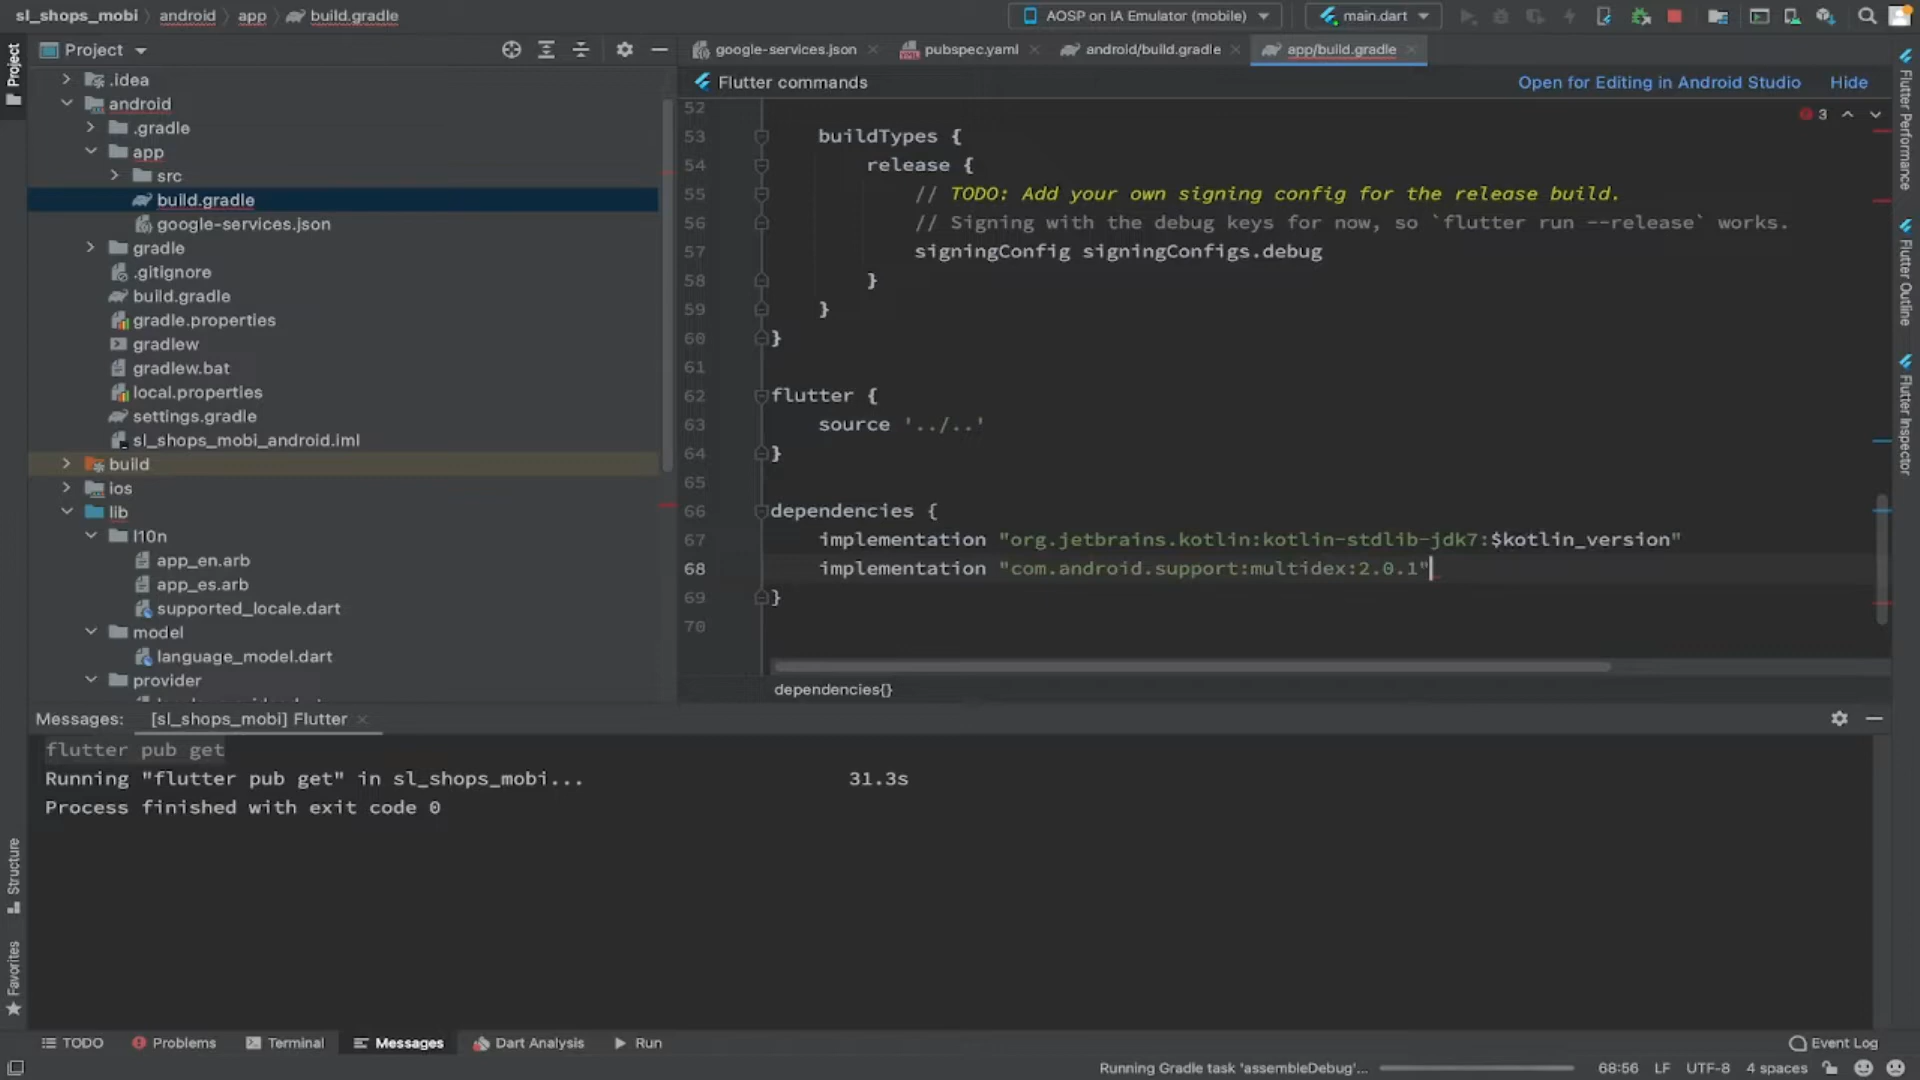 sl_shops_mobi
android
app
build.gradle
AOSP on IA Emulator (mobile)
main.dart
Project
google-services.json
pubspec.yaml
android/build.gradle
app/build.gradle
Flutter commands
Open for Editing in Android Studio
Hide
.idea
android
.gradle
app
src
build.gradle
google-services.json
gradle
.gitignore
build.gradle
gradle.properties
gradlew
gradlew.bat
local.properties
settings.gradle
sl_shops_mobi_android.iml
build
ios
lib
l10n
app_en.arb
app_es.arb
supported_locale.dart
model
language_model.dart
provider
3
52
53 buildTypes {
54 release {
55 // TODO: Add your own signing config for the release build.
56 // Signing with the debug keys for now, so `flutter run --release` works.
57 signingConfig signingConfigs.debug
58 }
59 }
60 }
61
62 flutter {
63 source '../..'
64 }
65
66 dependencies {
67 implementation "org.jetbrains.kotlin:kotlin-stdlib-jdk7:$kotlin_version"
68 implementation "com.android.support:multidex:2.0.1"
69 }
70
dependencies{}
Project
Structure
Favorites
Flutter Performance
Flutter Outline
Flutter Inspector
Messages:
[sl_shops_mobi] Flutter
flutter pub get
Running "flutter pub get" in sl_shops_mobi... 31.3s
Process finished with exit code 0
TODO
Problems
Terminal
Messages
Dart Analysis
Run
Event Log
Running Gradle task 'assembleDebug'...
68:56
LF
UTF-8
4 spaces